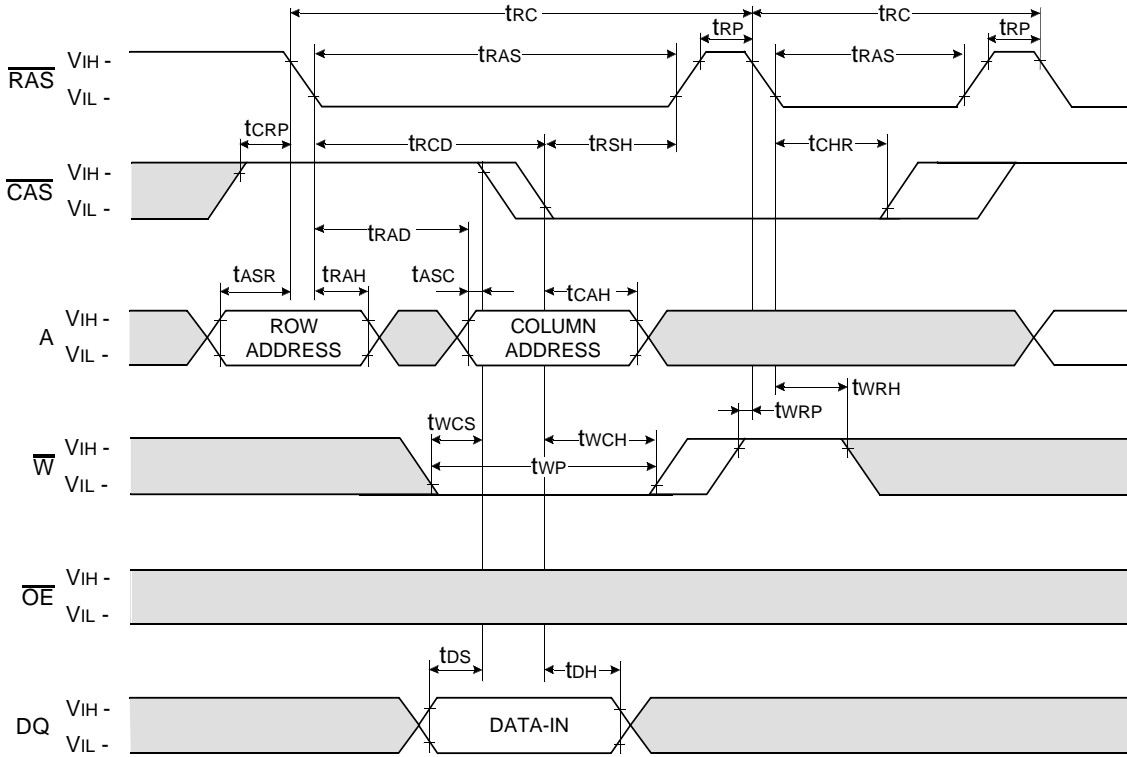 tRC tRC
tRP tRP
VIH -
RAS
VIL -
tRAS tRAS
tCRP tRCD tRSH tCHR
VIH -
CAS
VIL -
tRAD
tASR tRAH tASC tCAH
VIH -
A
VIL -
ROW
ADDRESS
COLUMN
ADDRESS
tWRH
tWRP
tWCS tWCH
tWP
VIH -
W
VIL -
VIH -
OE
VIL -
tDS tDH
VIH -
DQ
VIL -
DATA-IN